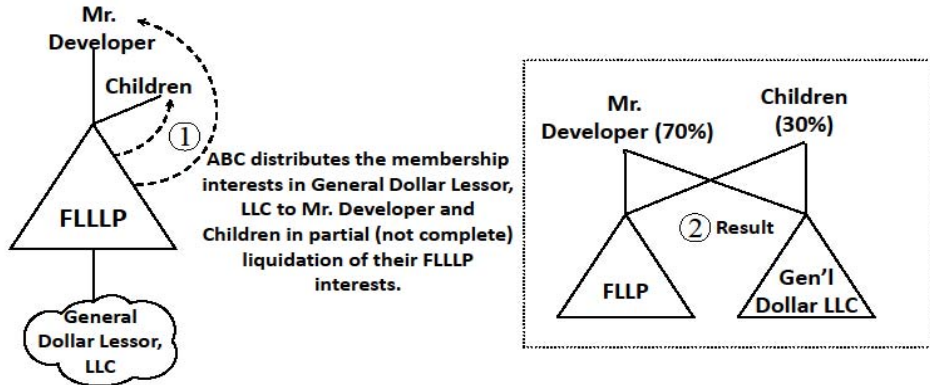 Mr.
Developer
Children
①
ABC distributes the membership
interests in General Dollar Lessor,
LLC to Mr. Developer and
Children in partial (not complete)
liquidation of their FLLLP
interests.
FLLLP
General
Dollar Lessor,
LLC
Mr.
Developer (70%)
Children
(30%)
② Result
FLLP
Gen'l
Dollar LLC